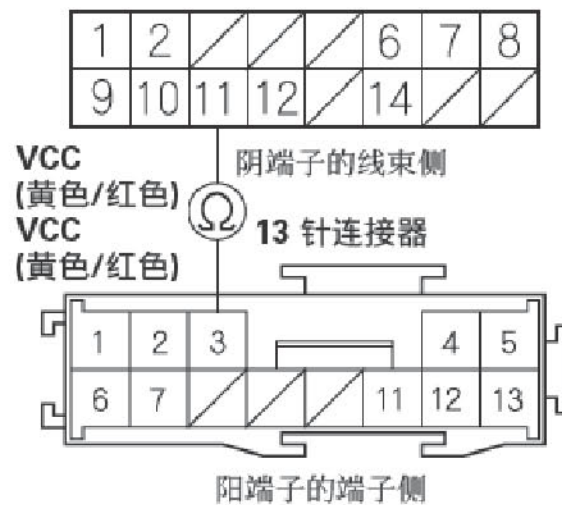 1 2 6 7 8
9 10 11 12 14
VCC
(黄色/红色)
阴端子的线束侧
Ω
VCC
(黄色/红色)
13 针连接器
1 2 3 4 5
6 7 11 12 13
阳端子的端子侧